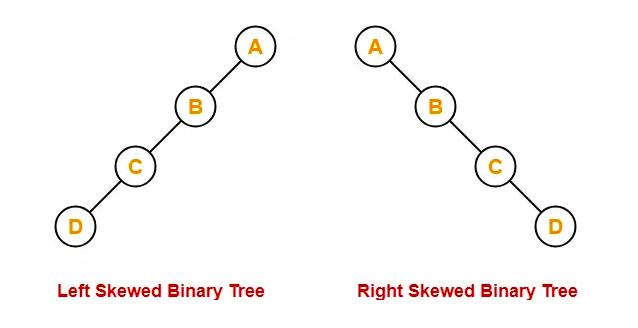 A A
B B
C C
D D
Left Skewed Binary Tree Right Skewed Binary Tree